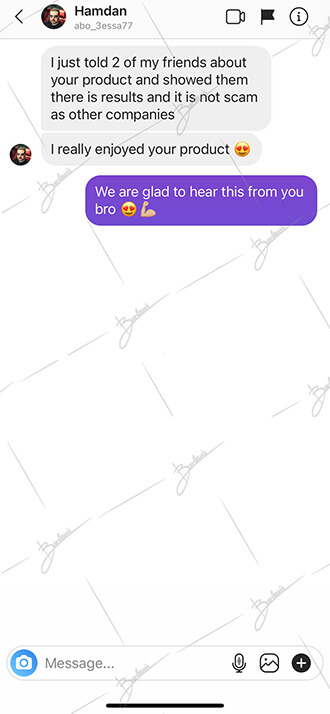 Hamdan
abo_3essa77
I just told 2 of my friends about
your product and showed them
there is results and it is not scam
as other companies
I really enjoyed your product 😍
We are glad to hear this from you
bro 😍💪🏼
Message...